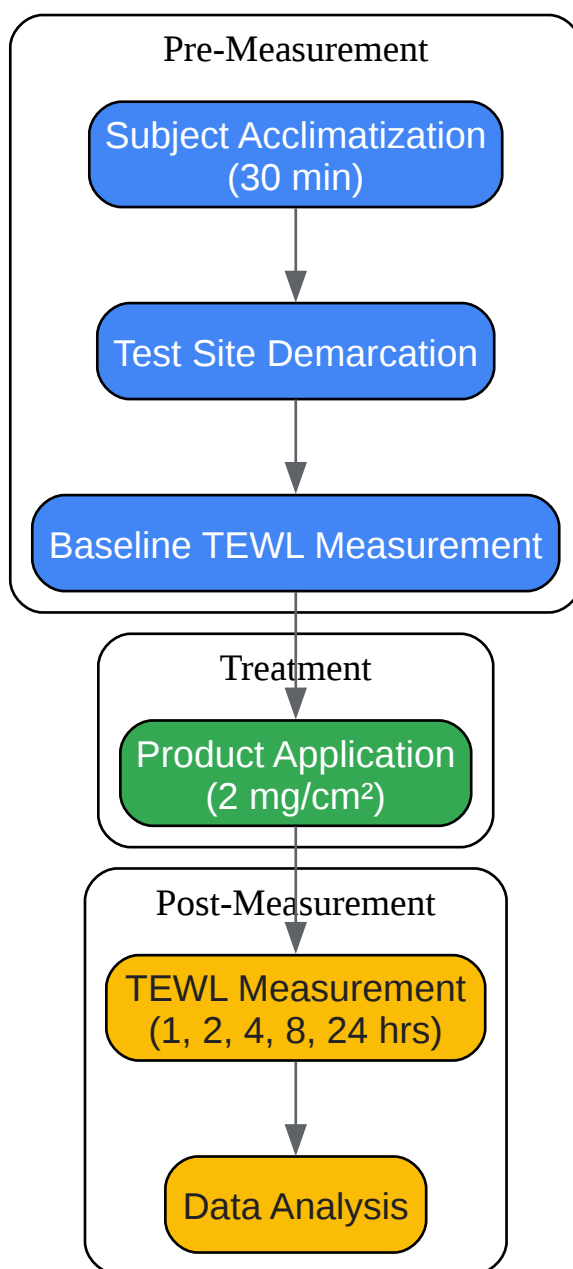 Pre-Measurement
Subject Acclimatization
(30 min)
Test Site Demarcation
Baseline TEWL Measurement
Treatment
Product Application
(2 mg/cm²)
Post-Measurement
TEWL Measurement
(1, 2, 4, 8, 24 hrs)
Data Analysis